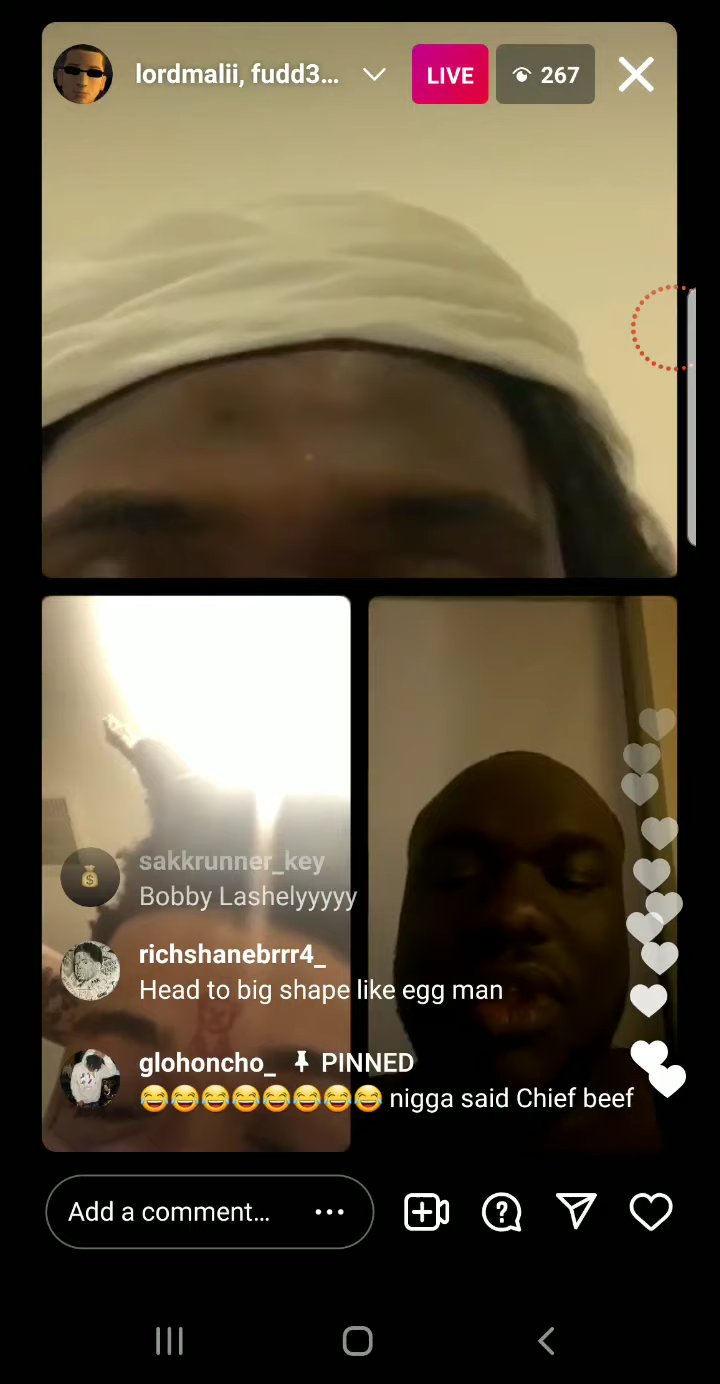 lordmalii, fudd3...
LIVE
267
sakkrunner_key
Bobby Lashelyyyyy
richshanebrrr4_
Head to big shape like egg man
glohoncho_ PINNED
😂😂😂😂😂😂😂😂 nigga said Chief beef
Add a comment...